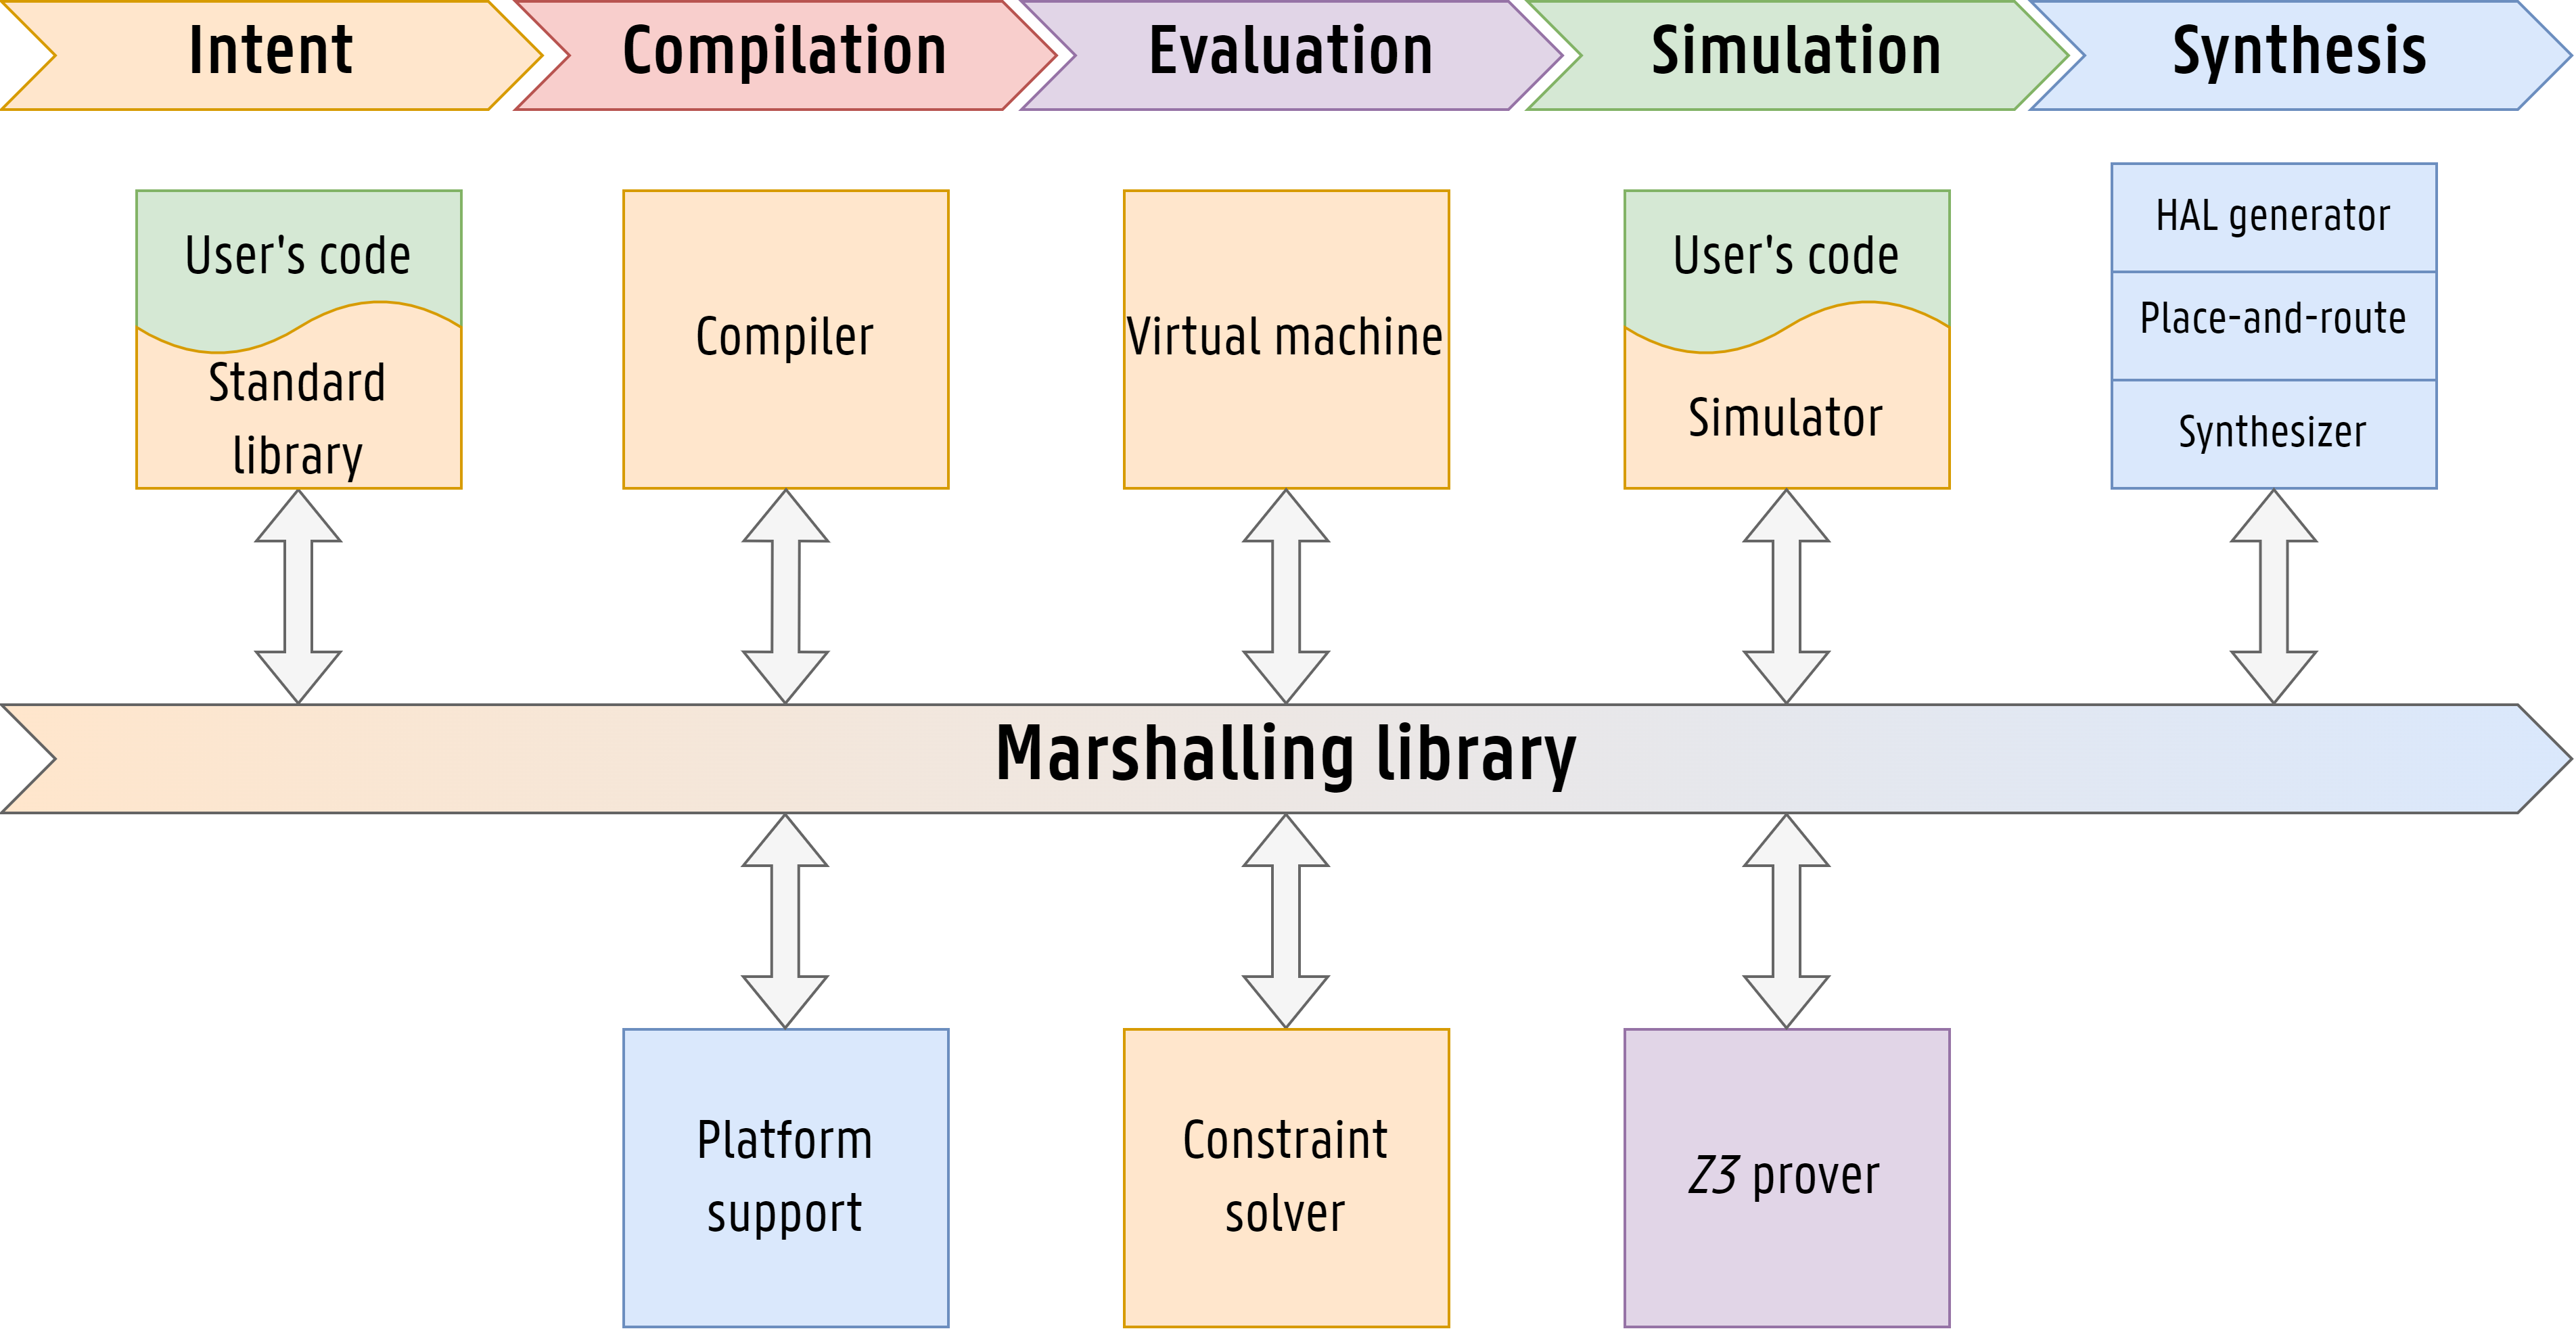 Intent
Compilation
Evaluation
Simulation
Synthesis
User's code
Standard
library
Compiler
Virtual machine
User's code
Simulator
HAL generator
Place-and-route
Synthesizer
Marshalling library
Platform
support
Constraint
solver
Z3 prover